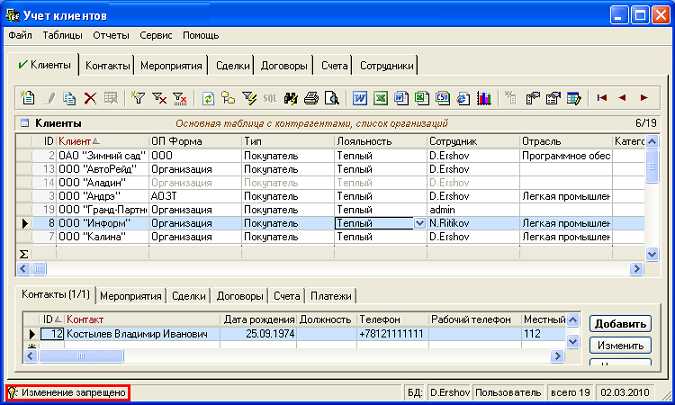 Учет клиентов
Файл Таблицы Отчеты Сервис Помощь
Клиенты Контакты Мероприятия Сделки Договоры Счета Сотрудники
SQL
Клиенты Основная таблица с контрагентами, список организаций 6/19
ID Клиент ОП Форма Тип Лояльность Сотрудник Отрасль Катего
2 ОАО "Зимний сад" ООО Покупатель Теплый D.Ershov Программное обес
13 ООО "АвтоРейд" Организация Покупатель Теплый D.Ershov
14 ООО "Аладин" Организация Покупатель Теплый D.Ershov
3 ООО "Андрэ" АОЗТ Покупатель Теплый D.Ershov Легкая промышлен
19 ООО "Гранд-Партне Организация Покупатель Теплый admin
8 ООО "Информ" Организация Покупатель Теплый N.Ritikov Легкая промышлен
7 ООО "Калина" Организация Покупатель Теплый D.Ershov Легкая промышлен
Σ
Контакты (1/1) Мероприятия Сделки Договоры Счета Платежи
ID Контакт Дата рождения Должность Телефон Рабочий телефон Местный
12 Костылев Владимир Иванович 25.09.1974 +78121111111 112
Добавить
Изменить
Изменение запрещено БД: D.Ershov Пользователь всего 19 02.03.2010